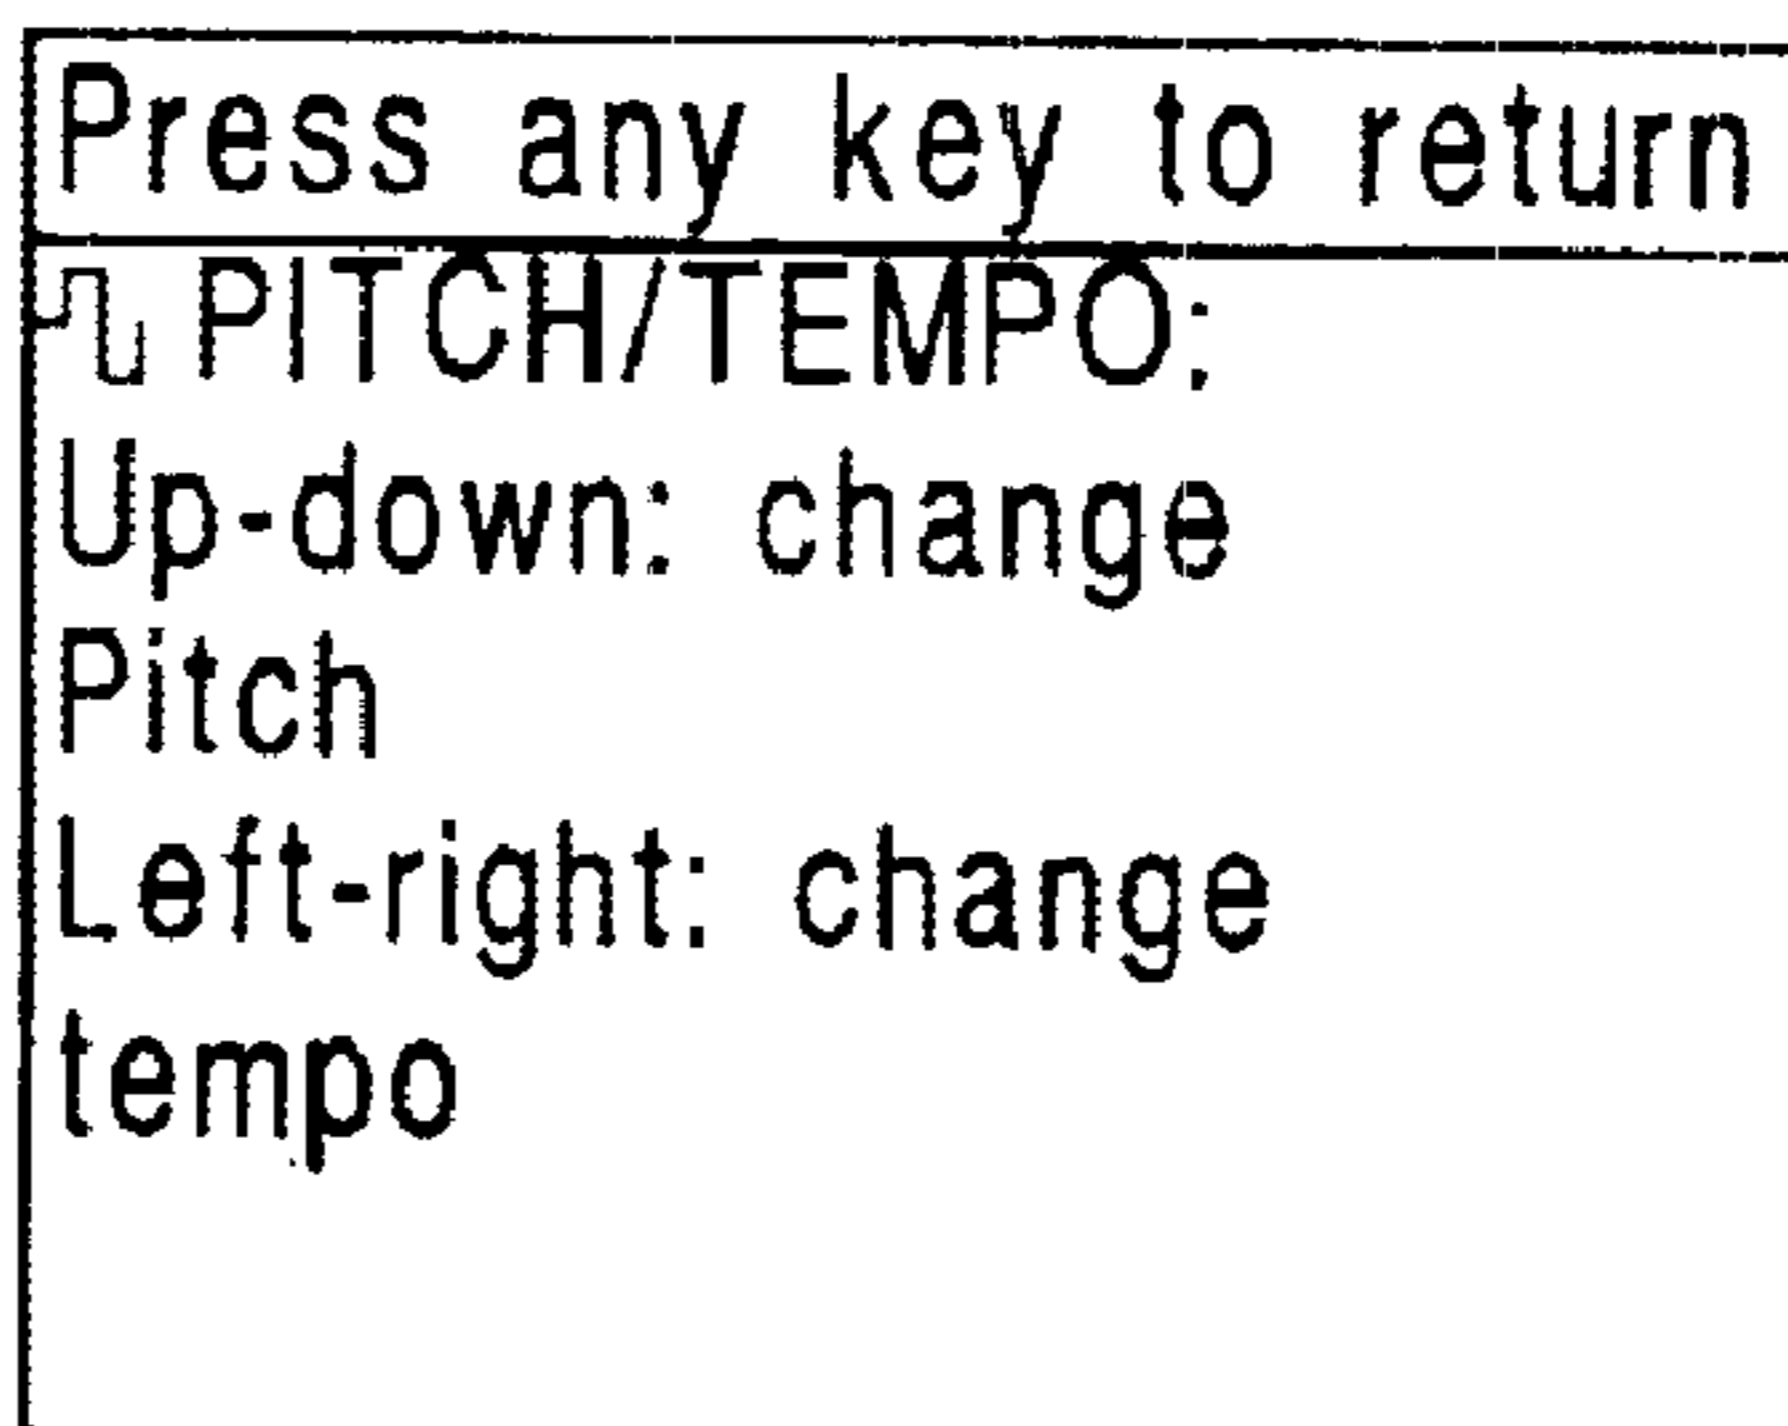 Press any key to return
PITCH/TEMPO:
Up-down: change
Pitch
Left-right: change
tempo